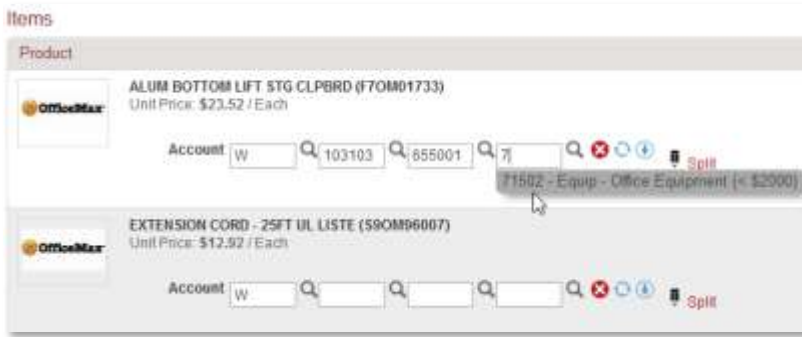 Items
Product
OfficeMax
ALUM BOTTOM LIFT STG CLPBRD (F7OM01733)
Unit Price: $23.52 / Each
Account W 103103 655001 7 Split
71502 - Equip - Office Equipment (< $2000)
OfficeMax
EXTENSION CORD - 25FT UL LISTE (S9OM96007)
Unit Price: $12.92 / Each
Account W Split